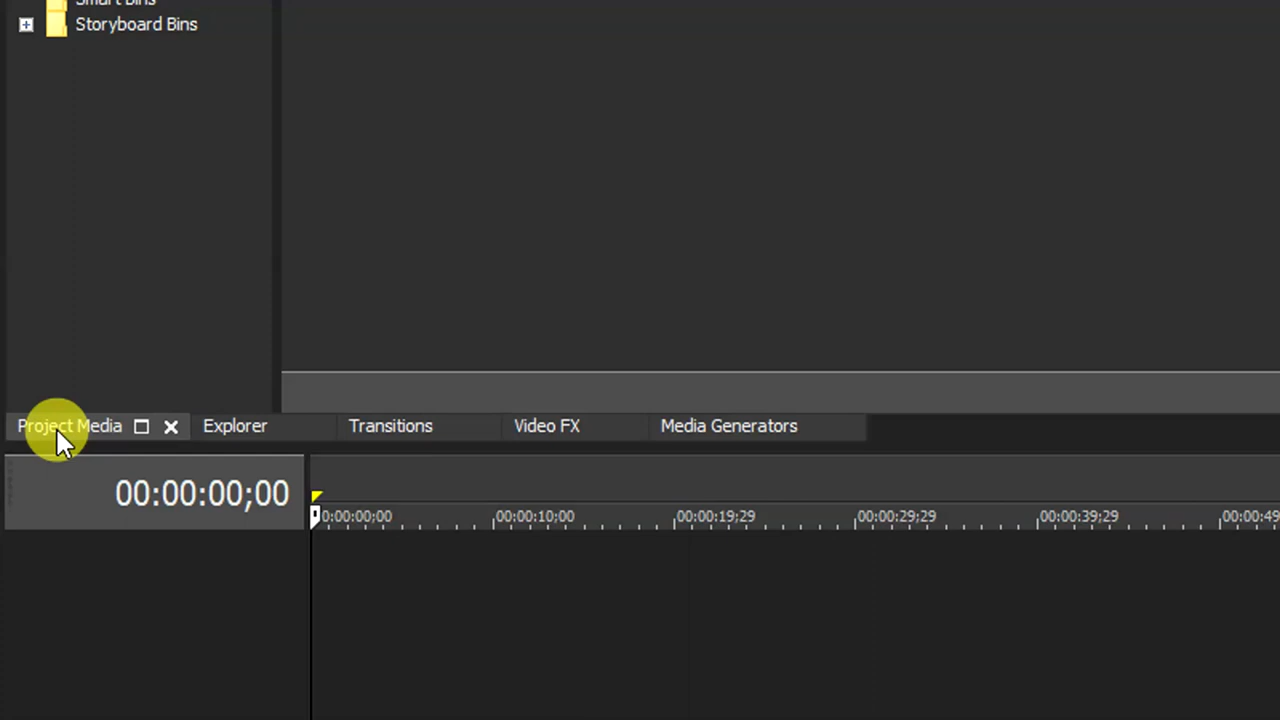 Smart Bins
Storyboard Bins
Project Media Explorer Transitions Video FX Media Generators
00:00:00;00
0:00:00;00 00:00:10;00 00:00:19;29 00:00:29;29 00:00:39;29 00:00:49